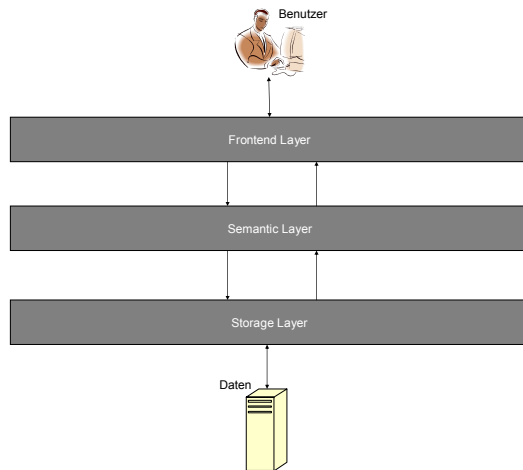 Benutzer
Frontend Layer
Semantic Layer
Storage Layer
Daten